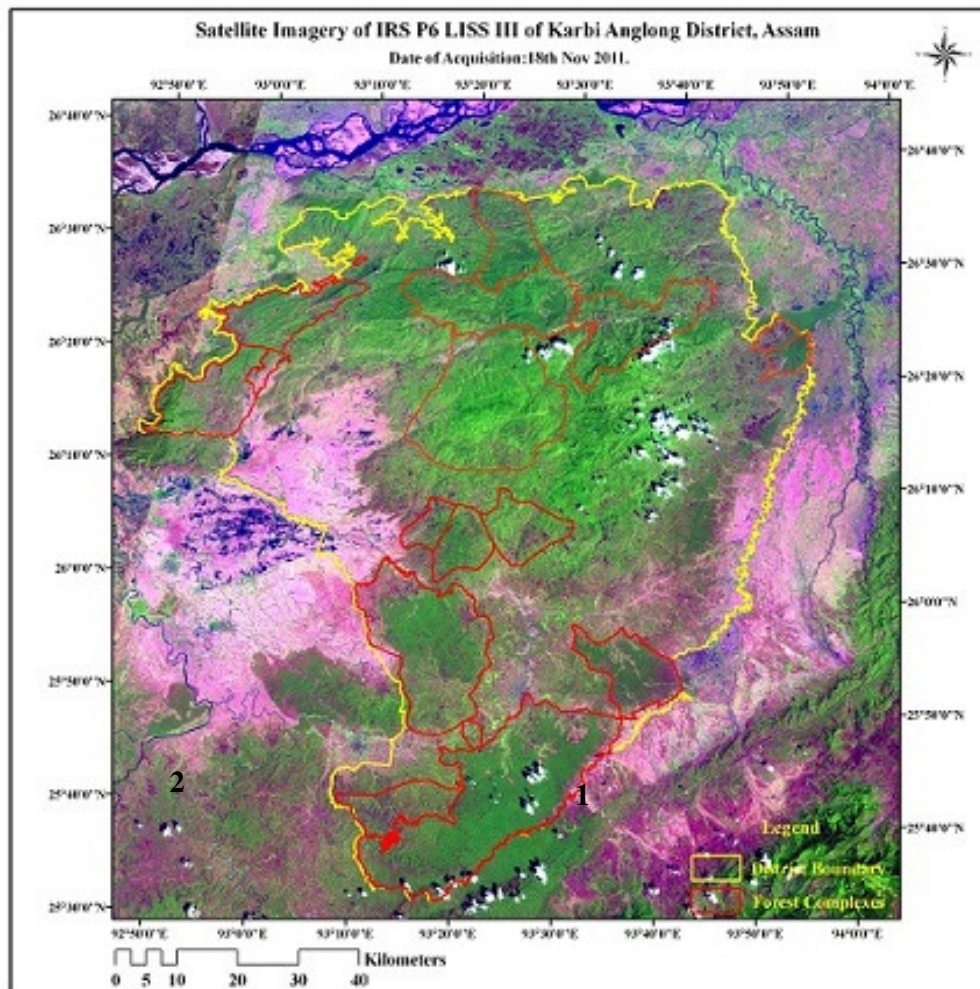 Satellite Imagery of IRS P6 LISS III of Karbi Anglong District, Assam
Date of Acquisition:18th Nov 2011.
92°50'0"E 93°0'0"E 93°10'0"E 93°20'0"E 93°30'0"E 93°40'0"E 93°50'0"E 94°0'0"E
26°40'0"N
26°40'0"N
26°30'0"N
26°30'0"N
26°20'0"N
26°20'0"N
26°10'0"N
26°10'0"N
26°0'0"N
26°0'0"N
25°50'0"N
25°50'0"N
2
1
25°40'0"N
25°40'0"N
Legend
District Boundary
Forest Complexes
25°30'0"N
92°50'0"E 93°0'0"E 93°10'0"E 93°20'0"E 93°30'0"E 93°40'0"E 93°50'0"E 94°0'0"E
Kilometers
0 5 10 20 30 40